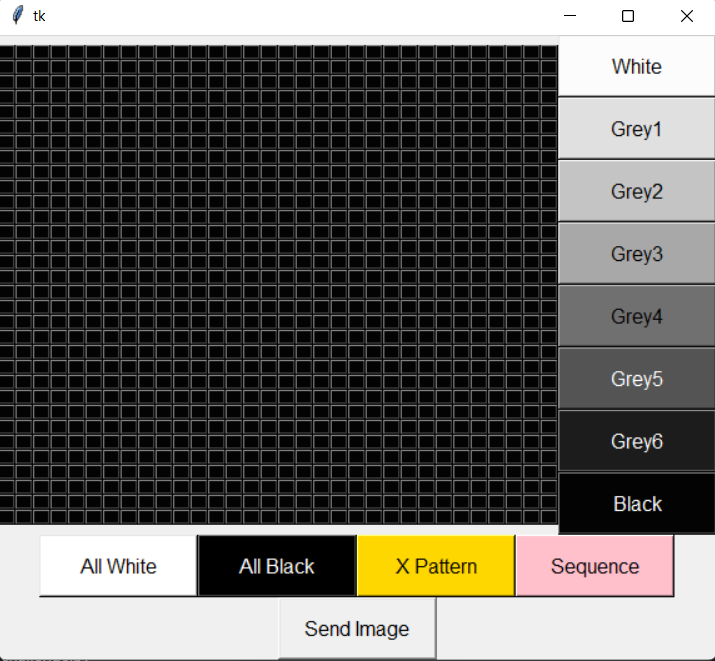 tk
White
Grey1
Grey2
Grey3
Grey4
Grey5
Grey6
Black
All White
All Black
X Pattern
Sequence
Send Image